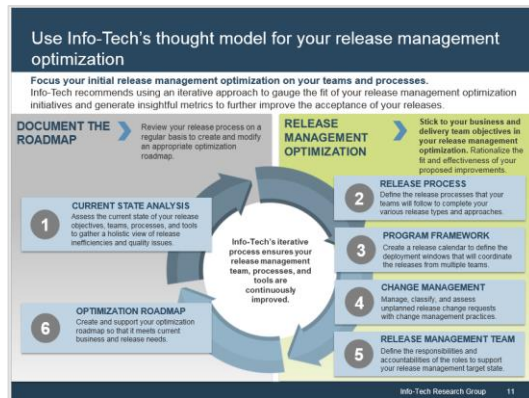 Use Info-Tech's thought model for your release management
optimization
Focus your initial release management optimization on your teams and processes.
Info-Tech recommends using an iterative approach to gauge the fit of your release management optimization
initiatives and generate insightful metrics to further improve the acceptance of your releases.
DOCUMENT THE
ROADMAP
Review your release process on a
regular basis to create and modify
an appropriate optimization
roadmap.
RELEASE
MANAGEMENT
OPTIMIZATION
Stick to your business and
delivery team objectives in
your release management
optimization. Rationalize the
fit and effectiveness of your
proposed improvements.
1
CURRENT STATE ANALYSIS
Assess the current state of your release
objectives, teams, processes, and tools
to gather a holistic view of release
inefficiencies and quality issues.
Info-Tech's iterative
process ensures your
release management
team, processes, and
tools are
continuously
improved.
2
RELEASE PROCESS
Define the release processes that your
teams will follow to complete your
various release types and approaches.
3
PROGRAM FRAMEWORK
Create a release calendar to define the
deployment windows that will coordinate
the releases from multiple teams.
4
CHANGE MANAGEMENT
Manage, classify, and assess
unplanned release change requests
with change management practices.
5
RELEASE MANAGEMENT TEAM
Define the responsibilities and
accountabilities of the roles to support
your release management target state.
6
OPTIMIZATION ROADMAP
Create and support your optimization
roadmap so that it meets current
business and release needs.
Info-Tech Research Group 11